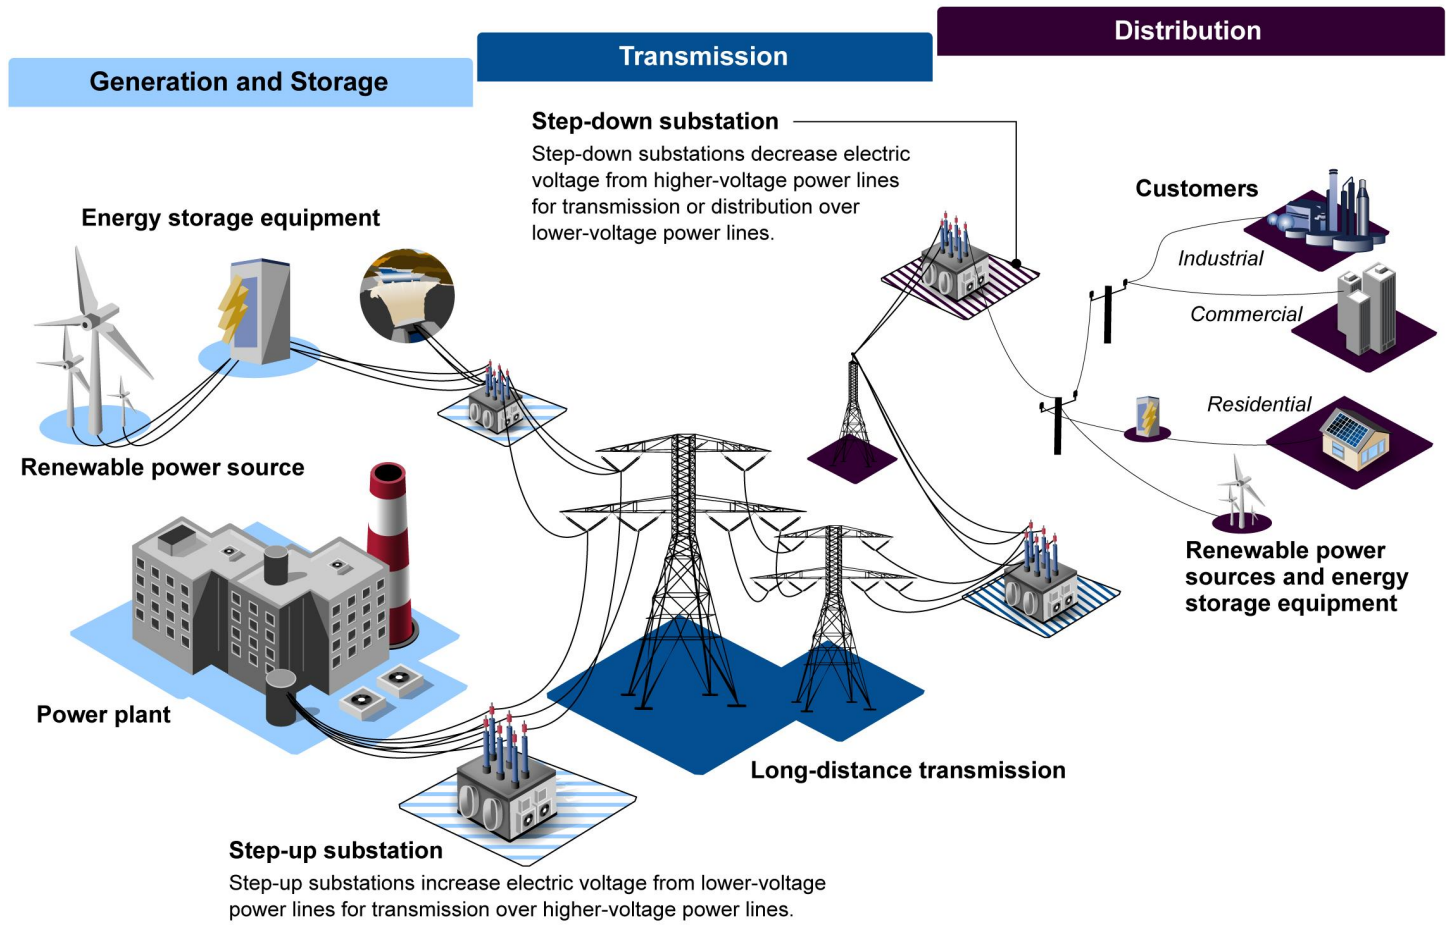 Generation and Storage
Transmission
Distribution
Step-down substation
Step-down substations decrease electric
voltage from higher-voltage power lines
for transmission or distribution over
lower-voltage power lines.
Customers
Industrial
Commercial
Residential
Energy storage equipment
Renewable power source
Power plant
Renewable power
sources and energy
storage equipment
Long-distance transmission
Step-up substation
Step-up substations increase electric voltage from lower-voltage
power lines for transmission over higher-voltage power lines.